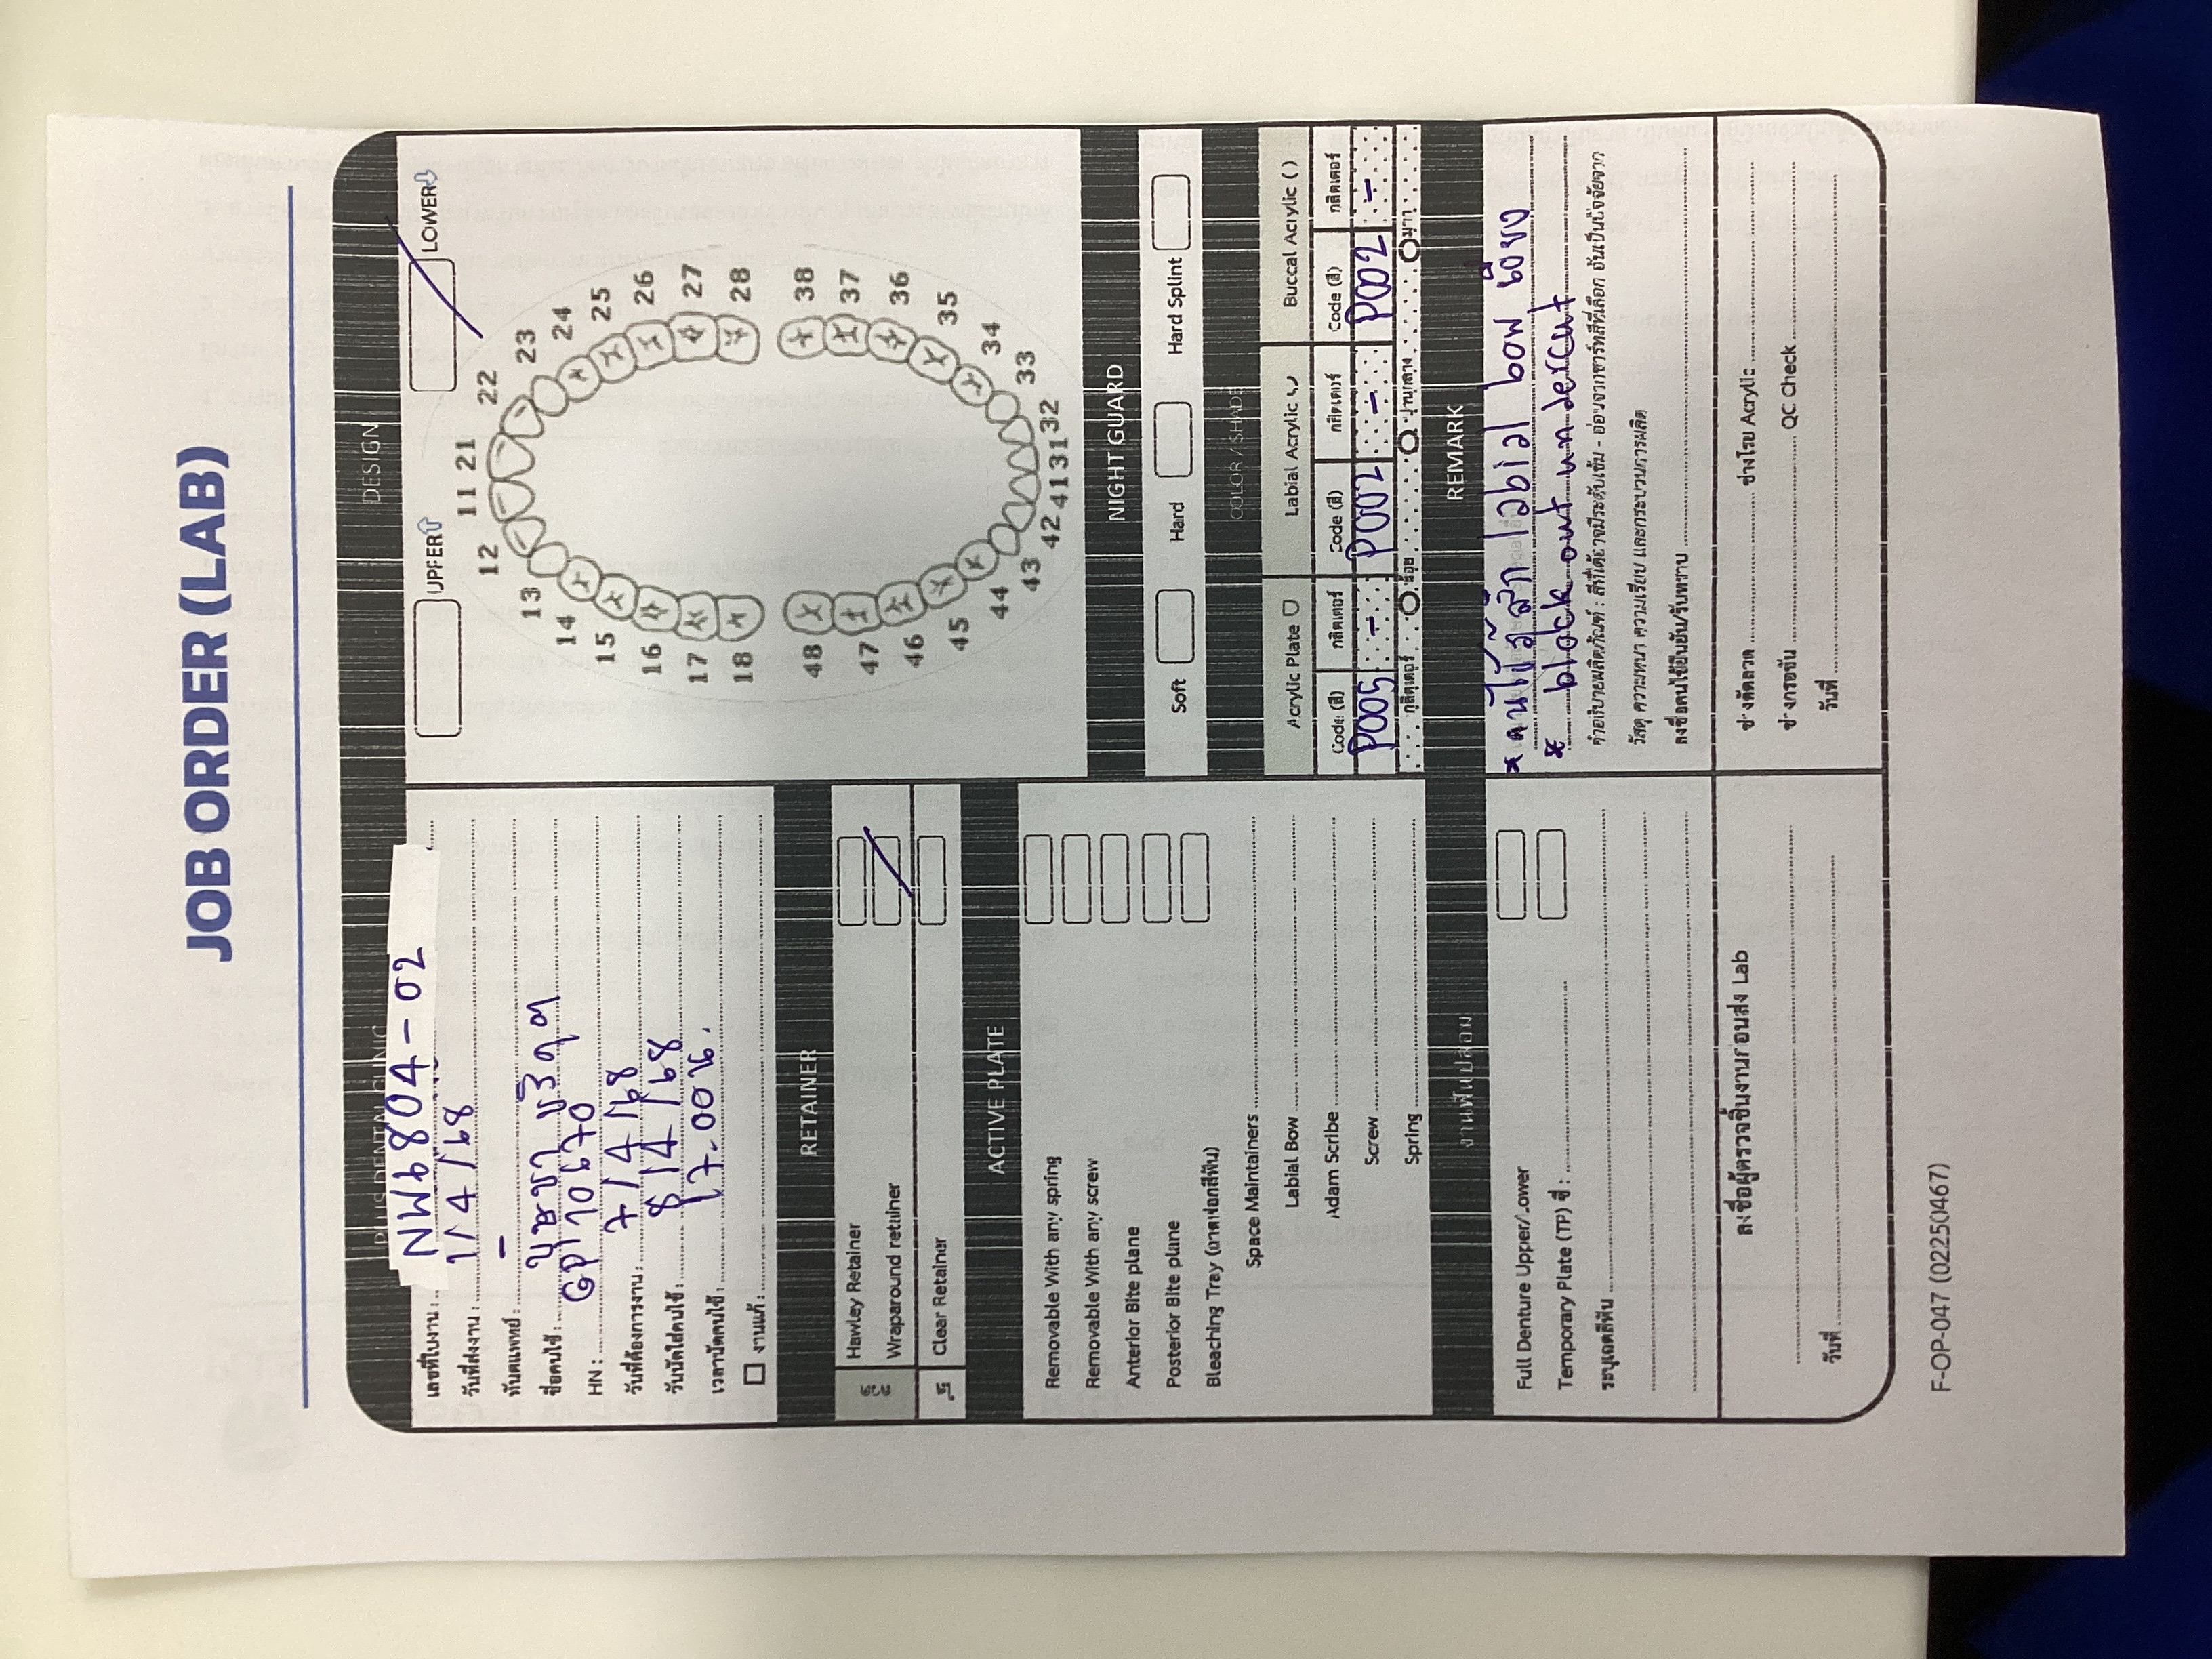 JOB ORDER (LAB)
PLUS DENTAL CLINIC
เลขที่ใบงาน : NW6804-02
วันที่ส่งงาน : 1/4/68
ทันตแพทย์ : -
ชื่อคนไข้ : บุษบา
HN : GP 10670
วันที่ต้องการงาน : 7/4/68
วันนัดใส่คนไข้ : 8/4/68
เวลานัดคนไข้ : 17.00น.
งานแก้ :
RETAINER
ลวด
Hawley Retainer
Wraparound retainer
ใส
Clear Retainer
ACTIVE PLATE
Removable With any spring
Removable With any screw
Anterior Bite plane
Posterior Bite plane
Bleaching Tray (ถาดฟอกสีฟัน)
Space Maintainers
Labial Bow
Adam Scribe
Screw
Spring
งานฟันปลอม
Full Denture Upper/Lower
Temporary Plate (TP) ซี่ :
ระบุเฉดสีฟัน
ลงชื่อผู้ตรวจชิ้นงานก่อนส่ง Lab
วันที่
DESIGN
UPPER LOWER
11 21
12 22
13 23
14 24
15 25
16 26
17 27
18 28
48 38
47 37
46 36
45 35
44 34
43 33
42 41 31 32
NIGHT GUARD
Soft Hard Hard Splint
COLOR / SHADE
Acrylic Plate Labial Acrylic Buccal Acrylic ( )
Code (สี) กลิตเตอร์ Code (สี) กลิตเตอร์ Code (สี) กลิตเตอร์
P005 - P002 - P002 -
กลิตเตอร์ น้อย ปานกลาง มาก
REMARK
* คนไข้รู้สึก labial bow เอียง
* block out undercut
คำอธิบายผลิตภัณฑ์ : สีที่ได้อาจมีระดับเข้ม - อ่อนจากชาร์ทสีที่เลือก อันเป็นปัจจัยจาก
วัสดุ ความหนา ความเรียบ และกระบวนการผลิต
ลงชื่อคนไข้ยืนยัน/รับทราบ
ช่างดัดลวด ช่างโรย Acrylic
ช่างกรอขัน QC Check
วันที่
F-OP-047 (02250467)